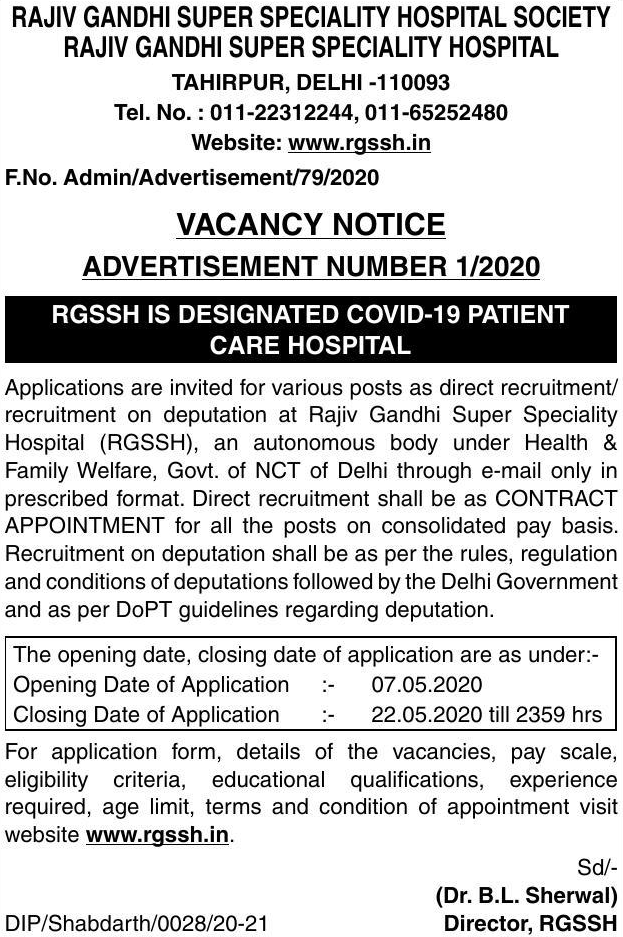 RAJIV GANDHI SUPER SPECIALITY HOSPITAL SOCIETY
RAJIV GANDHI SUPER SPECIALITY HOSPITAL
TAHIRPUR, DELHI -110093
Tel. No. : 011-22312244, 011-65252480
Website: www.rgssh.in
F.No. Admin/Advertisement/79/2020
VACANCY NOTICE
ADVERTISEMENT NUMBER 1/2020
RGSSH IS DESIGNATED COVID-19 PATIENT
CARE HOSPITAL
Applications are invited for various posts as direct recruitment/
recruitment on deputation at Rajiv Gandhi Super Speciality
Hospital (RGSSH), an autonomous body under Health &
Family Welfare, Govt. of NCT of Delhi through e-mail only in
prescribed format. Direct recruitment shall be as CONTRACT
APPOINTMENT for all the posts on consolidated pay basis.
Recruitment on deputation shall be as per the rules, regulation
and conditions of deputations followed by the Delhi Government
and as per DoPT guidelines regarding deputation.
The opening date, closing date of application are as under:-
Opening Date of Application :- 07.05.2020
Closing Date of Application :- 22.05.2020 till 2359 hrs
For application form, details of the vacancies, pay scale,
eligibility criteria, educational qualifications, experience
required, age limit, terms and condition of appointment visit
website www.rgssh.in.
Sd/-
(Dr. B.L. Sherwal)
DIP/Shabdarth/0028/20-21 Director, RGSSH